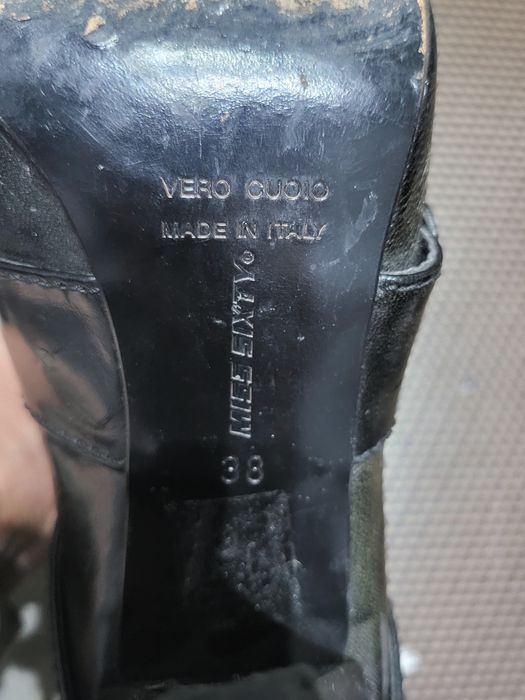 VERO CUOIO
MADE IN ITALY
MISS SIXTY®
38